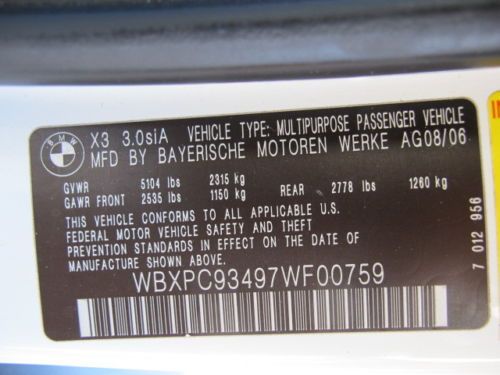 BMW
X3 3.0siA VEHICLE TYPE: MULTIPURPOSE PASSENGER VEHICLE
MFD BY BAYERISCHE MOTOREN WERKE AG08/06
GVWR 5104 lbs 2315 kg
GAWR FRONT 2535 lbs 1150 kg REAR 2778 lbs 1260 kg
THIS VEHICLE CONFORMS TO ALL APPLICABLE U.S.
FEDERAL MOTOR VEHICLE SAFETY AND THEFT
PREVENTION STANDARDS IN EFFECT ON THE DATE
OF MANUFACTURE SHOWN ABOVE.
WBXPC93497WF00759
7 012 956